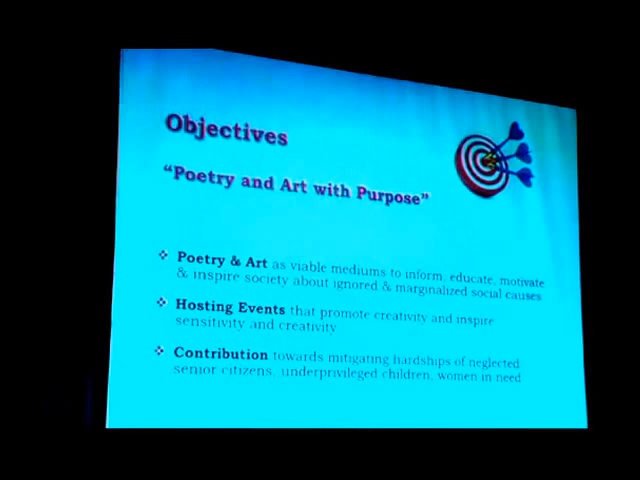 Objectives
“Poetry and Art with Purpose”
❖ Poetry & Art as viable mediums to inform, educate, motivate
& inspire society about ignored & marginalized social causes
❖ Hosting Events that promote creativity and inspire
sensitivity and creativity
❖ Contribution towards mitigating hardships of neglected
senior citizens, underprivileged children, women in need